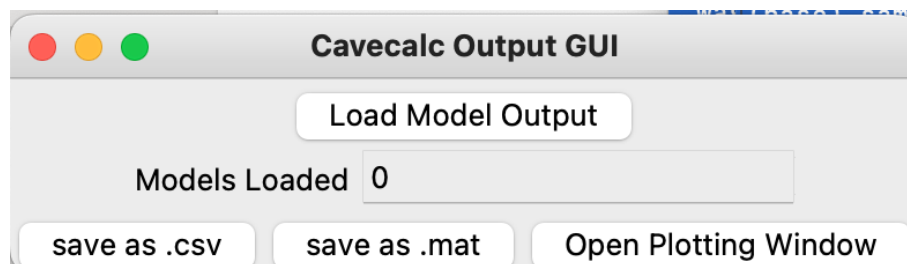 Cavecalc Output GUI
Load Model Output
Models Loaded 0
save as .csv save as .mat Open Plotting Window